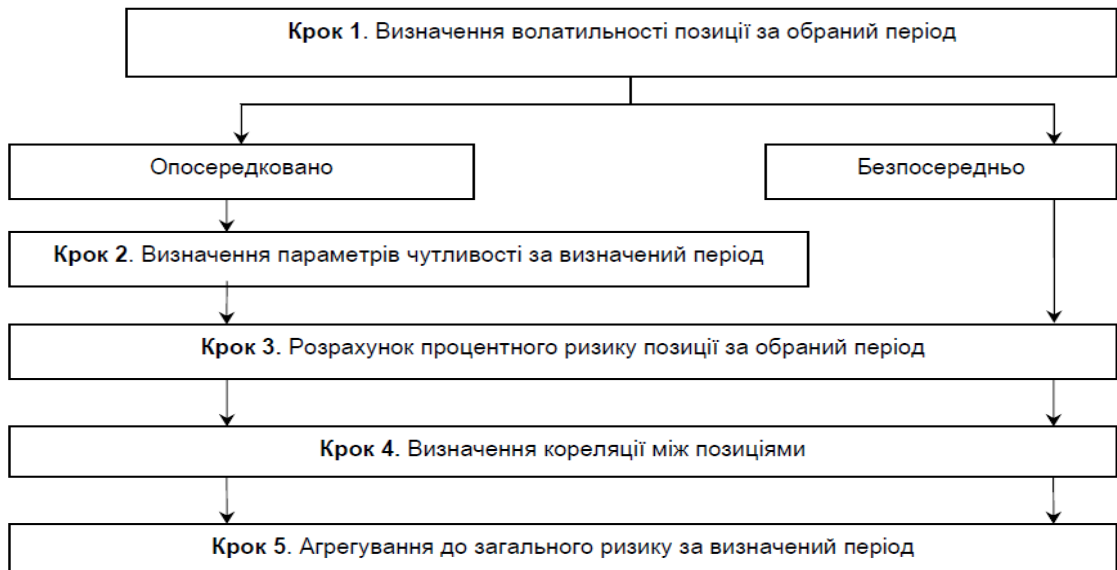 Крок 1. Визначення волатильності позиції за обраний період
Опосередковано
Безпосередньо
Крок 2. Визначення параметрів чутливості за визначений період
Крок 3. Розрахунок процентного ризику позиції за обраний період
Крок 4. Визначення кореляції між позиціями
Крок 5. Агрегування до загального ризику за визначений період